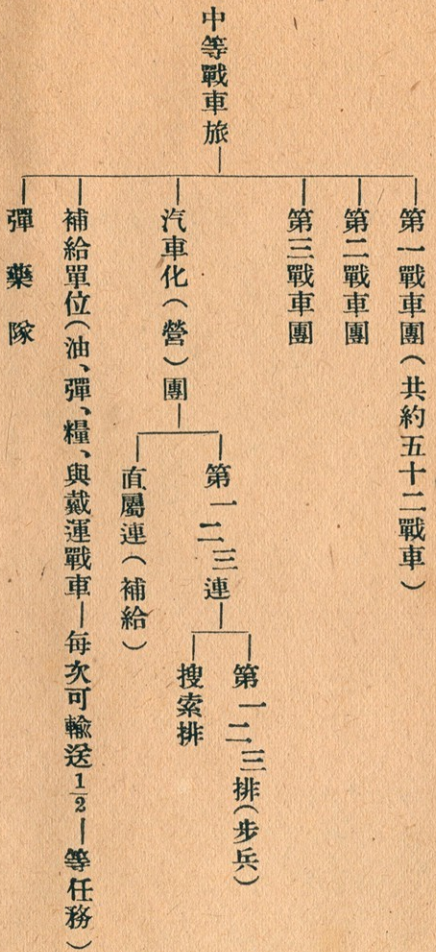 中等戰車旅
第一戰車團(共約五十二戰車)
第二戰車團
第三戰車團
汽車化(營)團
第一二三連
第一二三排(步兵)
搜索排
直屬連(補給)
補給單位(油、彈、糧、與戴運戰車—每次可輸送1/2—等任務)
彈藥隊